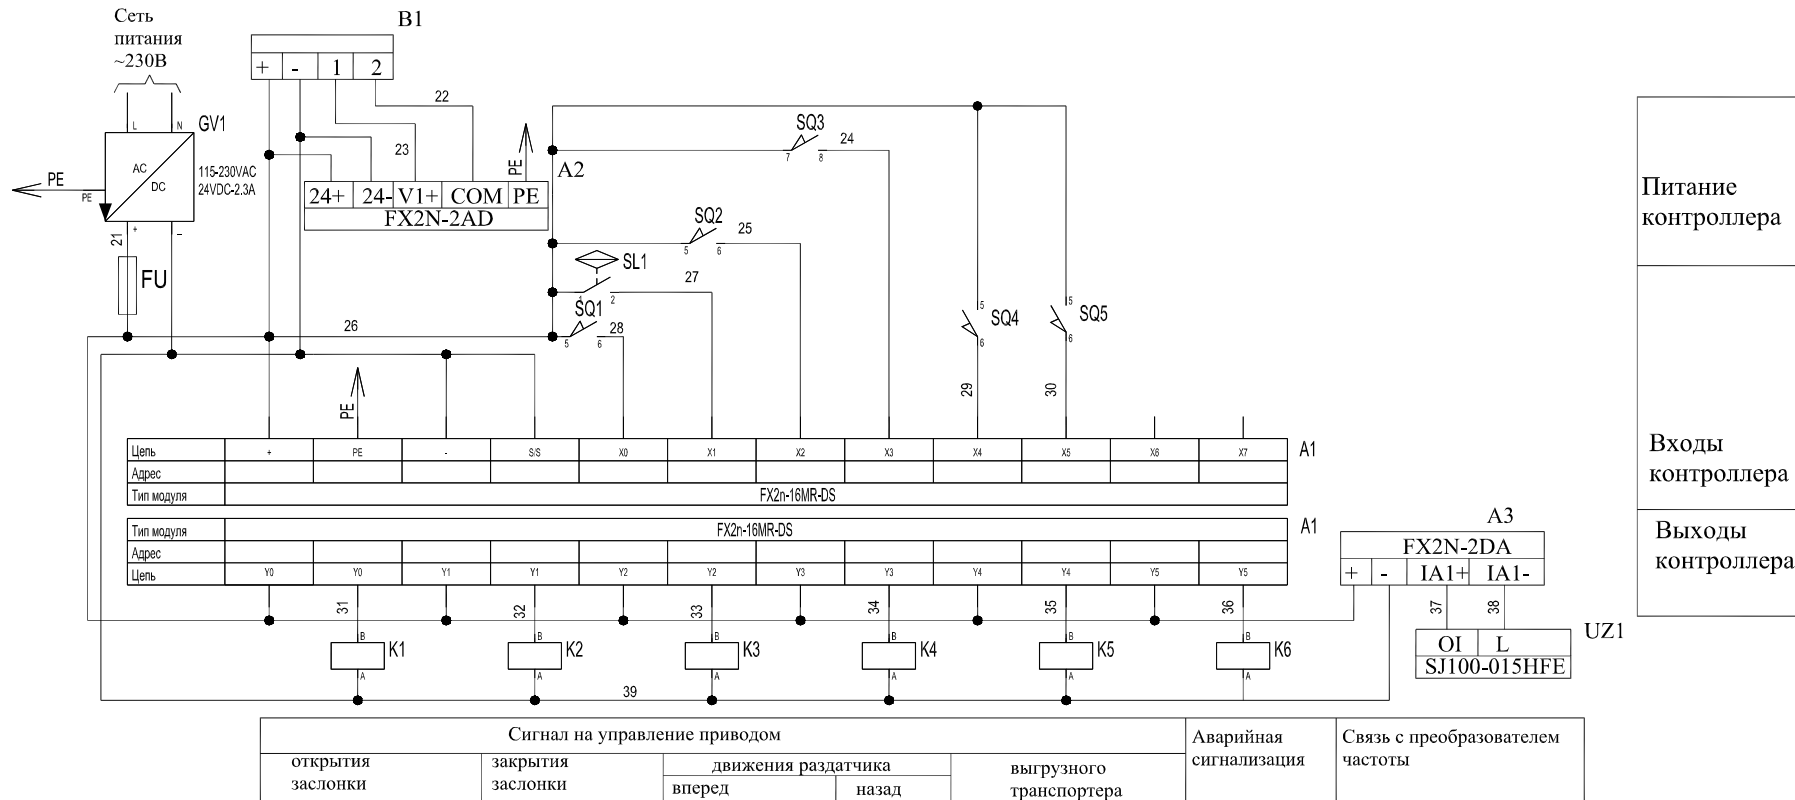 Сеть
питания
~230В
B1
+ - 1 2
22
L N
GV1
AC
DC
115-230VAC
24VDC-2.3A
PE
PE
+ -
21
FU
23
PE
A2
24+ 24- V1+ COM PE
FX2N-2AD
SQ3
24
7 8
SQ2
25
5 6
SL1
27
1 2
SQ1
28
5 6
26
5
SQ4
6
5
SQ5
6
29
30
PE
Питание
контроллера
Входы
контроллера
Выходы
контроллера
Цепь + PE - S/S X0 X1 X2 X3 X4 X5 X6 X7
A1
Адрес
Тип модуля FX2n-16MR-DS
Тип модуля FX2n-16MR-DS
A1
Адрес
Цепь Y0 Y0 Y1 Y1 Y2 Y2 Y3 Y3 Y4 Y4 Y5 Y5
A3
FX2N-2DA
+ - IA1+ IA1-
31 32 33 34 35 36 37 38
B B B B B B
K1 K2 K3 K4 K5 K6
A A A A A A
39
UZ1
OI L
SJ100-015HFE
Сигнал на управление приводом
открытия
заслонки
закрытия
заслонки
движения раздатчика
вперед назад
выгрузного
транспортера
Аварийная
сигнализация
Связь с преобразователем
частоты